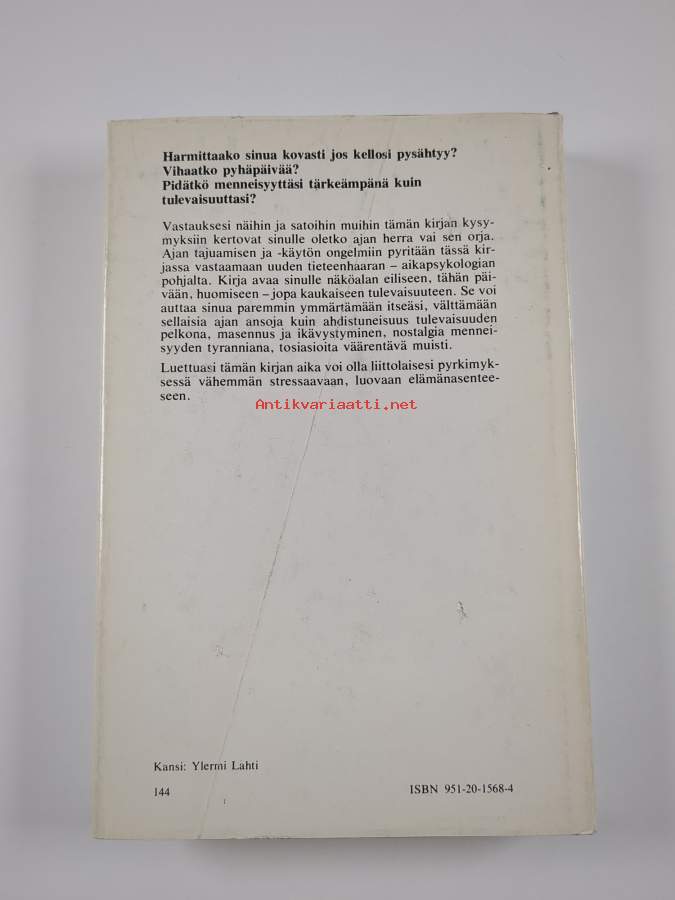 Harmittaako sinua kovasti jos kellosi pysähtyy?
Vihaatko pyhäpäivää?
Pidätkö menneisyyttäsi tärkeämpänä kuin
tulevaisuuttasi?
Vastauksesi näihin ja satoihin muihin tämän kirjan kysy-
myksiin kertovat sinulle oletko ajan herra vai sen orja.
Ajan tajuamisen ja -käytön ongelmiin pyritään tässä kir-
jassa vastaamaan uuden tieteenhaaran – aikapsykologian
pohjalta. Kirja avaa sinulle näköalan eiliseen, tähän päi-
vään, huomiseen – jopa kaukaiseen tulevaisuuteen. Se voi
auttaa sinua paremmin ymmärtämään itseäsi, välttämään
sellaisia ajan ansoja kuin ahdistuneisuus tulevaisuuden
pelkona, masennus ja ikävystyminen, nostalgia mennei-
syyden tyranniana, tosiasioita väärentävä muisti.
Luettuasi tämän kirjan aika voi olla liittolaisesi pyrkimyk-
sessä vähemmän stressaavaan, luovaan elämänasentee-
seen.
Antikvariaatti.net
Kansi: Ylermi Lahti
144 ISBN 951-20-1568-4